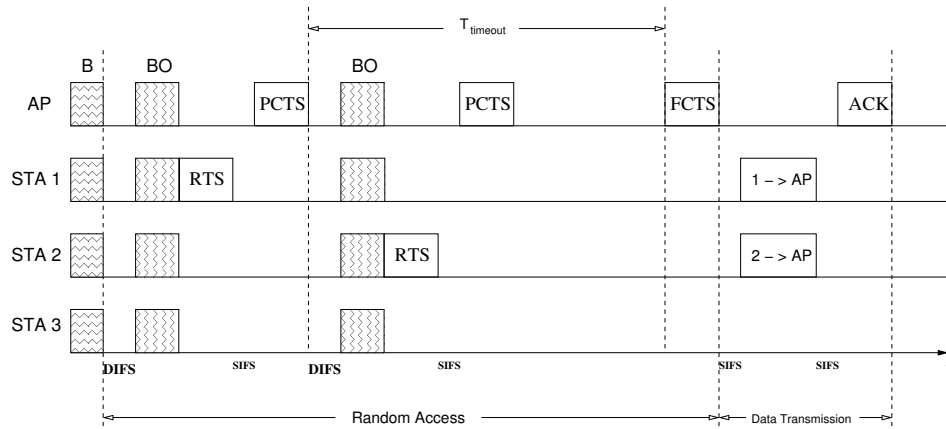 T timeout
B BO BO
AP PCTS PCTS FCTS ACK
STA 1 RTS 1 - > AP
STA 2 RTS 2 - > AP
STA 3
DIFS SIFS DIFS SIFS SIFS SIFS
Random Access Data Transmission